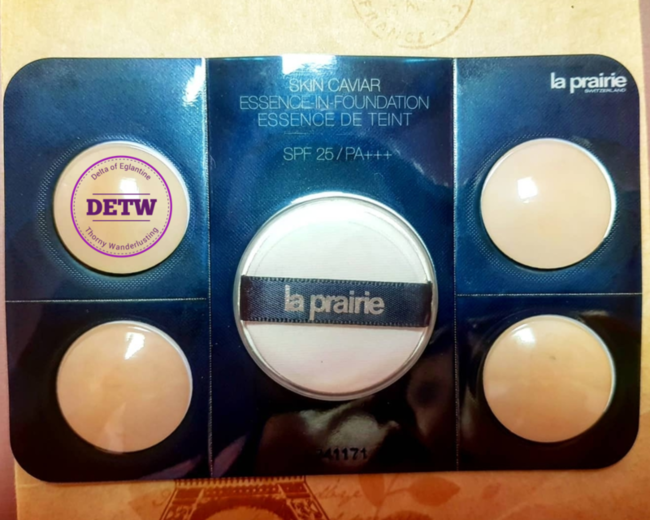 FRANCE
SKIN CAVIAR
ESSENCE-IN-FOUNDATION
ESSENCE DE TEINT
SPF 25 / PA+++
la prairie
SWITZERLAND
Delta of Eglantine
DETW
Thorny Wanderlusting
la prairie